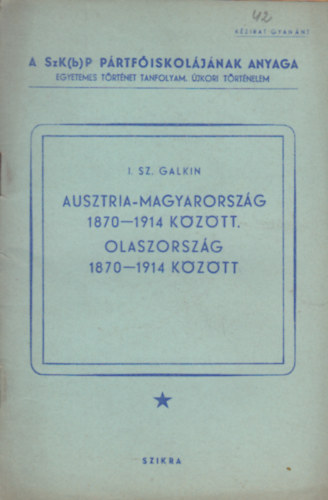 42
KÉZIRAT GYANÁNT
A SzK(b)P PÁRTFŐISKOLÁJÁNAK ANYAGA
EGYETEMES TÖRTÉNET TANFOLYAM. ÚJKORI TÖRTÉNELEM
I. SZ. GALKIN
AUSZTRIA-MAGYARORSZÁG
1870—1914 KÖZÖTT.
OLASZORSZÁG
1870—1914 KÖZÖTT
SZIKRA